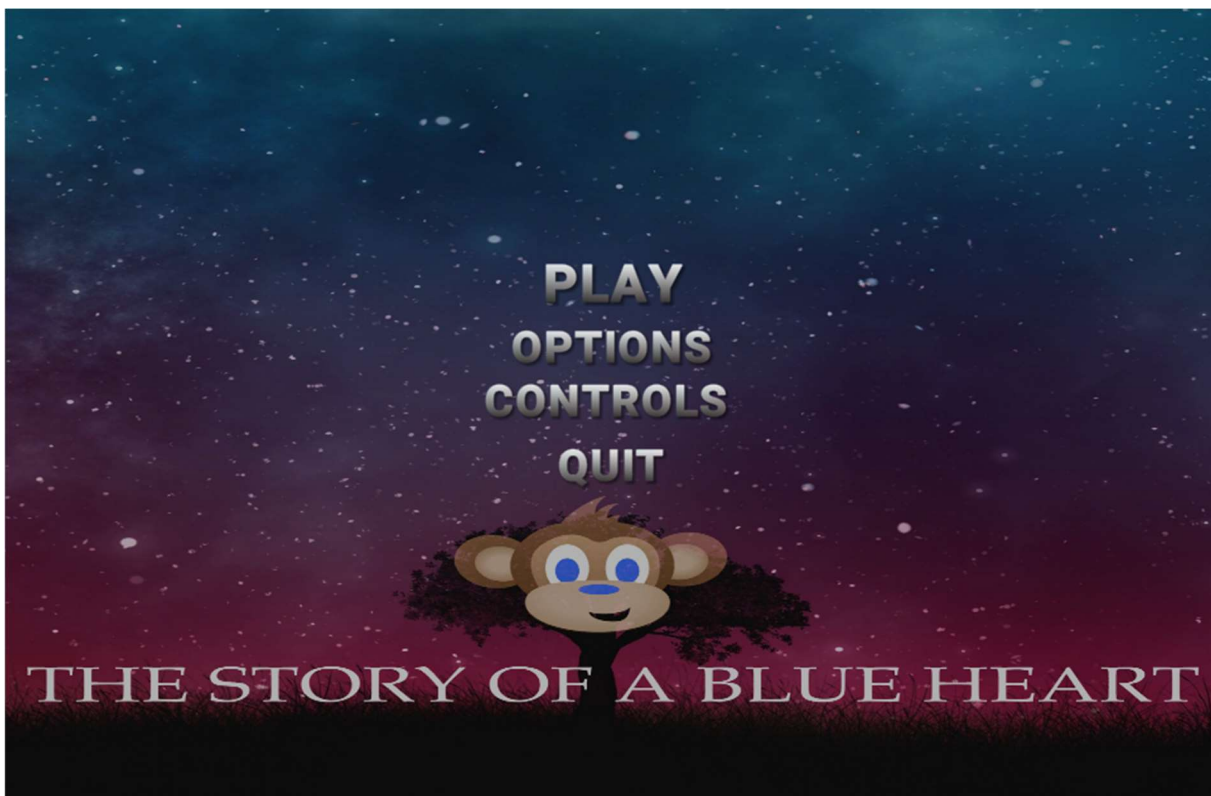 PLAY
OPTIONS
CONTROLS
QUIT
THE STORY OF A BLUE HEART